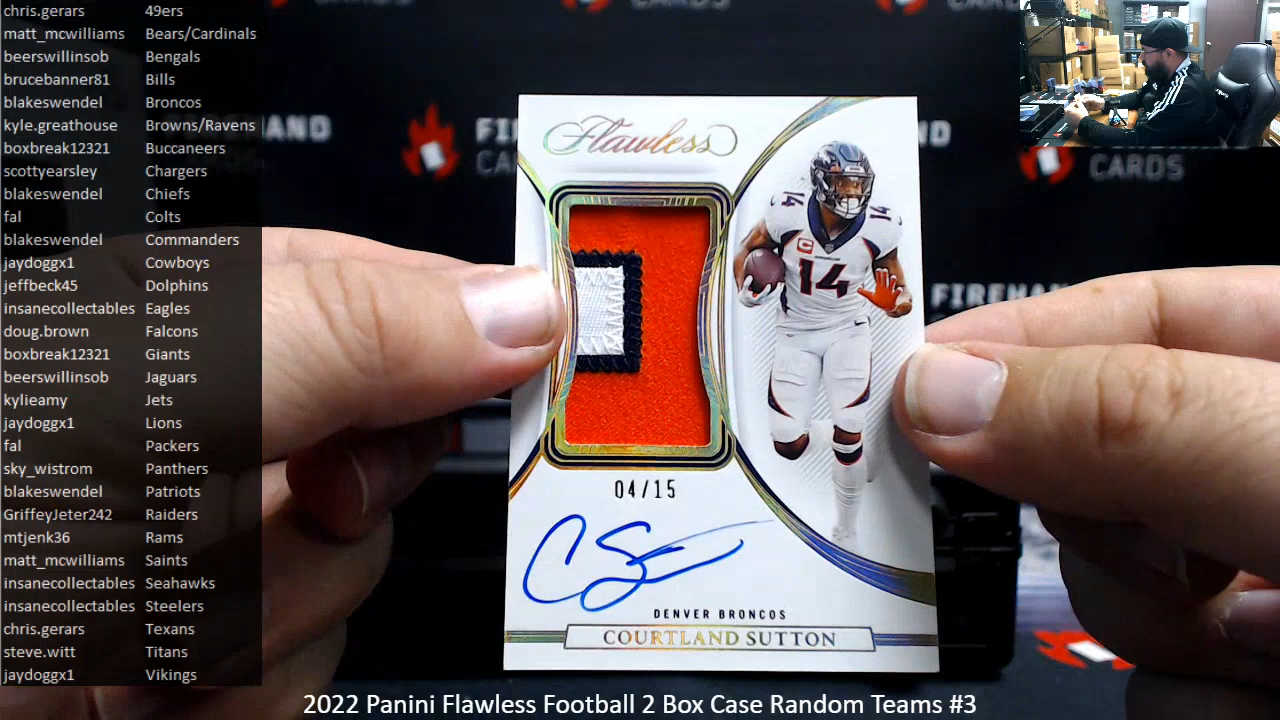 chris.gerars 49ers
matt_mcwilliams Bears/Cardinals
beerswillinsob Bengals
brucebanner81 Bills
blakeswendel Broncos
kyle.greathouse Browns/Ravens
boxbreak12321 Buccaneers
scottyearsley Chargers
blakeswendel Chiefs
fal Colts
blakeswendel Commanders
jaydoggx1 Cowboys
jeffbeck45 Dolphins
insanecollectables Eagles
doug.brown Falcons
boxbreak12321 Giants
beerswillinsob Jaguars
kylieamy Jets
jaydoggx1 Lions
fal Packers
sky_wistrom Panthers
blakeswendel Patriots
GriffeyJeter242 Raiders
mtjenk36 Rams
matt_mcwilliams Saints
insanecollectables Seahawks
insanecollectables Steelers
chris.gerars Texans
steve.witt Titans
jaydoggx1 Vikings
Flawless
14 14
C
14
04/15
DENVER BRONCOS
COURTLAND SUTTON
CARDS
FIREHAND
2022 Panini Flawless Football 2 Box Case Random Teams #3